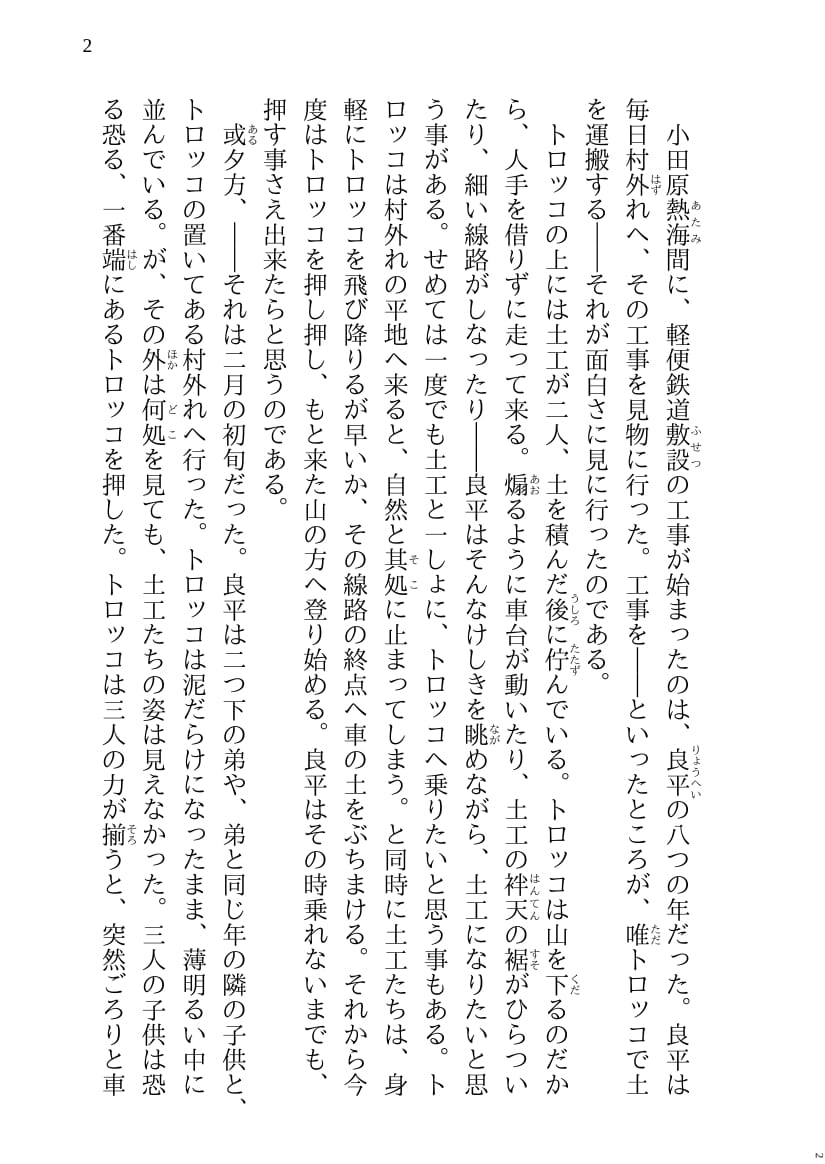 2
小田原熱海間に、軽便鉄道敷設の工事が始まったのは、良平の八つの年だった。良平は
毎日村外れへ、その工事を見物に行った。工事を――といったところが、唯トロッコで土
を運搬する――それが面白さに見に行ったのである。
トロッコの上には土工が二人、土を積んだ後に佇んでいる。トロッコは山を下るのだか
ら、人手を借りずに走って来る。煽るように車台が動いたり、土工の袢天の裾がひらつい
たり、細い線路がしなったり――良平はそんなけしきを眺めながら、土工になりたいと思
う事がある。せめては一度でも土工と一しょに、トロッコへ乗りたいと思う事もある。ト
ロッコは村外れの平地へ来ると、自然と其処に止まってしまう。と同時に土工たちは、身
軽にトロッコを飛び降りるが早いか、その線路の終点へ車の土をぶちまける。それから今
度はトロッコを押し押し、もと来た山の方へ登り始める。良平はその時乗れないまでも、
押す事さえ出来たらと思うのである。
或夕方、――それは二月の初旬だった。良平は二つ下の弟や、弟と同じ年の隣の子供と、
トロッコの置いてある村外れへ行った。トロッコは泥だらけになったまま、薄明るい中に
並んでいる。が、その外は何処を見ても、土工たちの姿は見えなかった。三人の子供は恐
る恐る、一番端にあるトロッコを押した。トロッコは三人の力が揃うと、突然ごろりと車
2